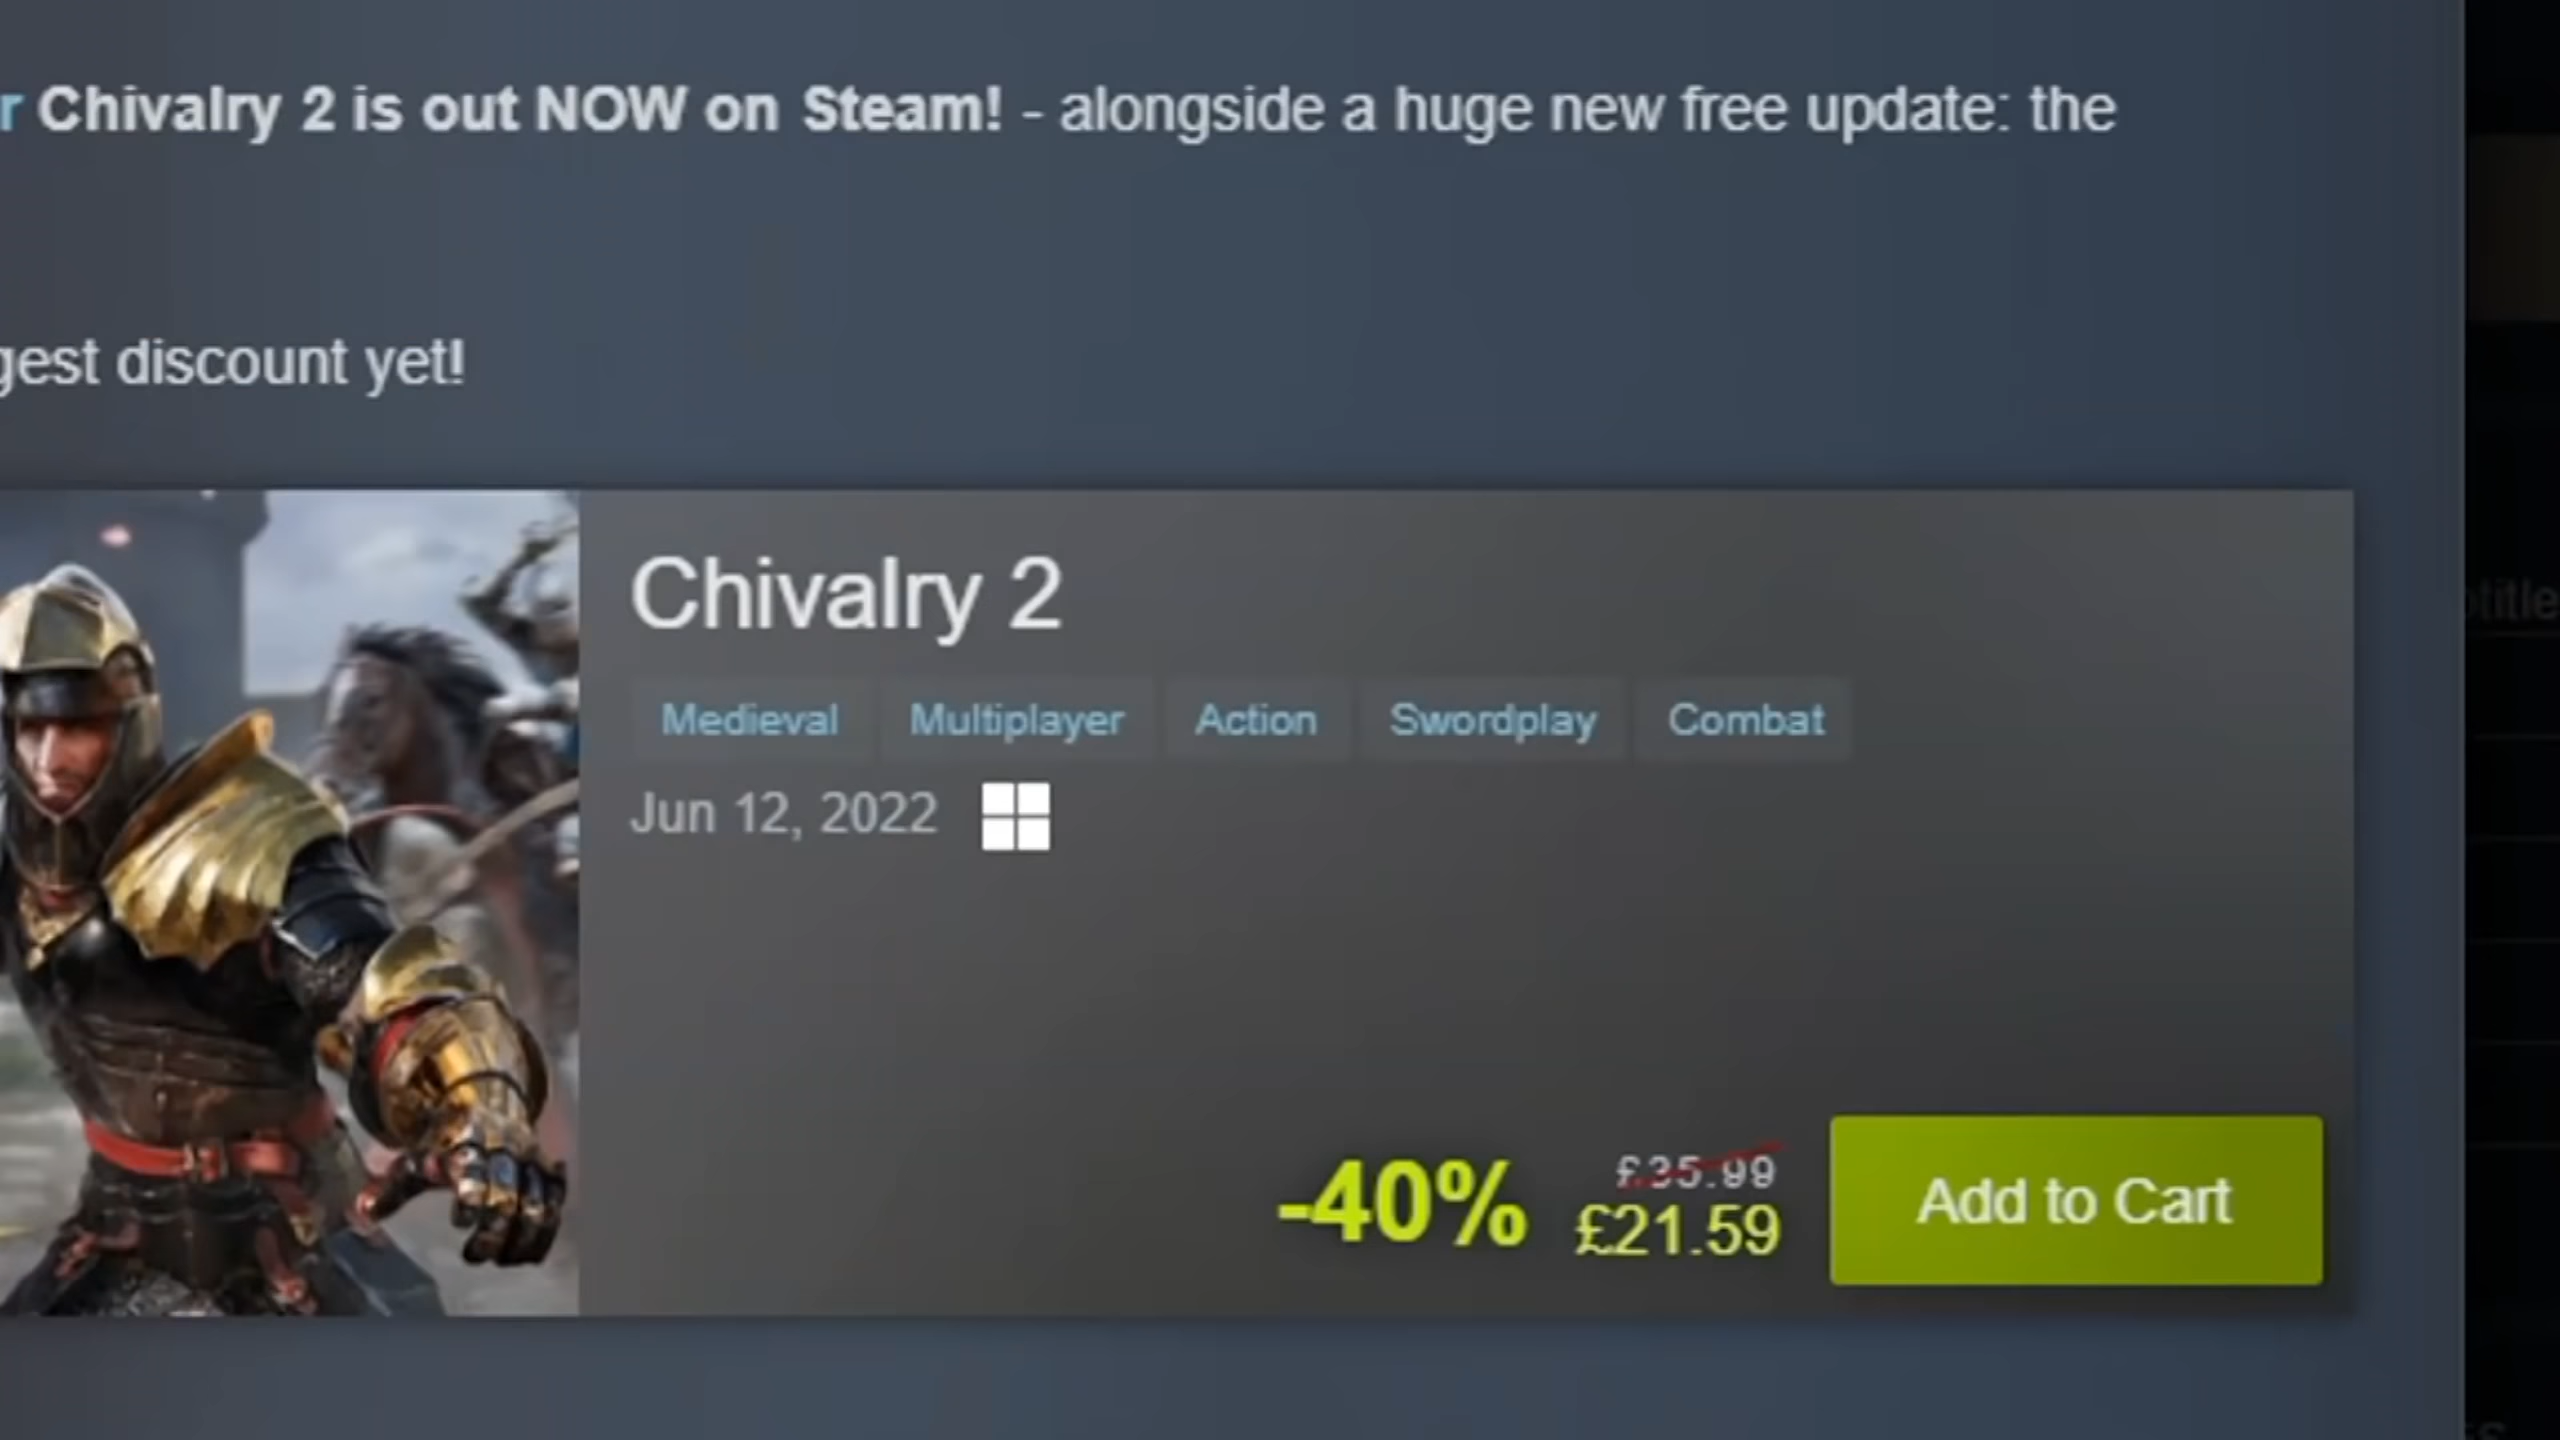 r Chivalry 2 is out NOW on Steam! - alongside a huge new free update: the
gest discount yet!
Chivalry 2
Medieval Multiplayer Action Swordplay Combat
Jun 12, 2022
-40% £35.99 £21.59 Add to Cart